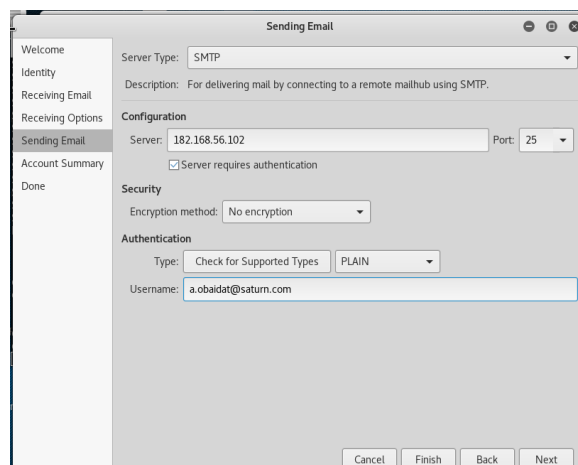 Sending Email
Welcome
Identity
Receiving Email
Receiving Options
Sending Email
Account Summary
Done
Server Type: SMTP
Description: For delivering mail by connecting to a remote mailhub using SMTP.
Configuration
Server: 182.168.56.102 Port: 25
Server requires authentication
Security
Encryption method: No encryption
Authentication
Type: Check for Supported Types PLAIN
Username: a.obaidat@saturn.com
Cancel Finish Back Next